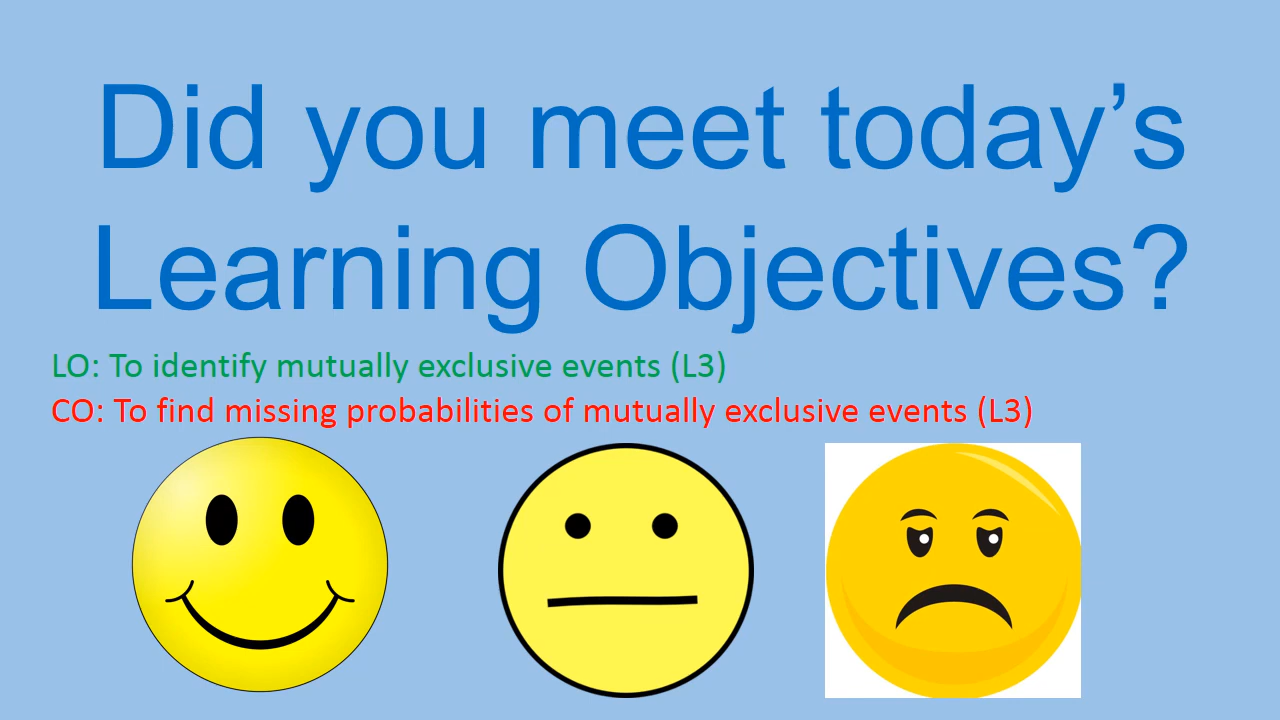 Did you meet today’s
Learning Objectives?
LO: To identify mutually exclusive events (L3)
CO: To find missing probabilities of mutually exclusive events (L3)